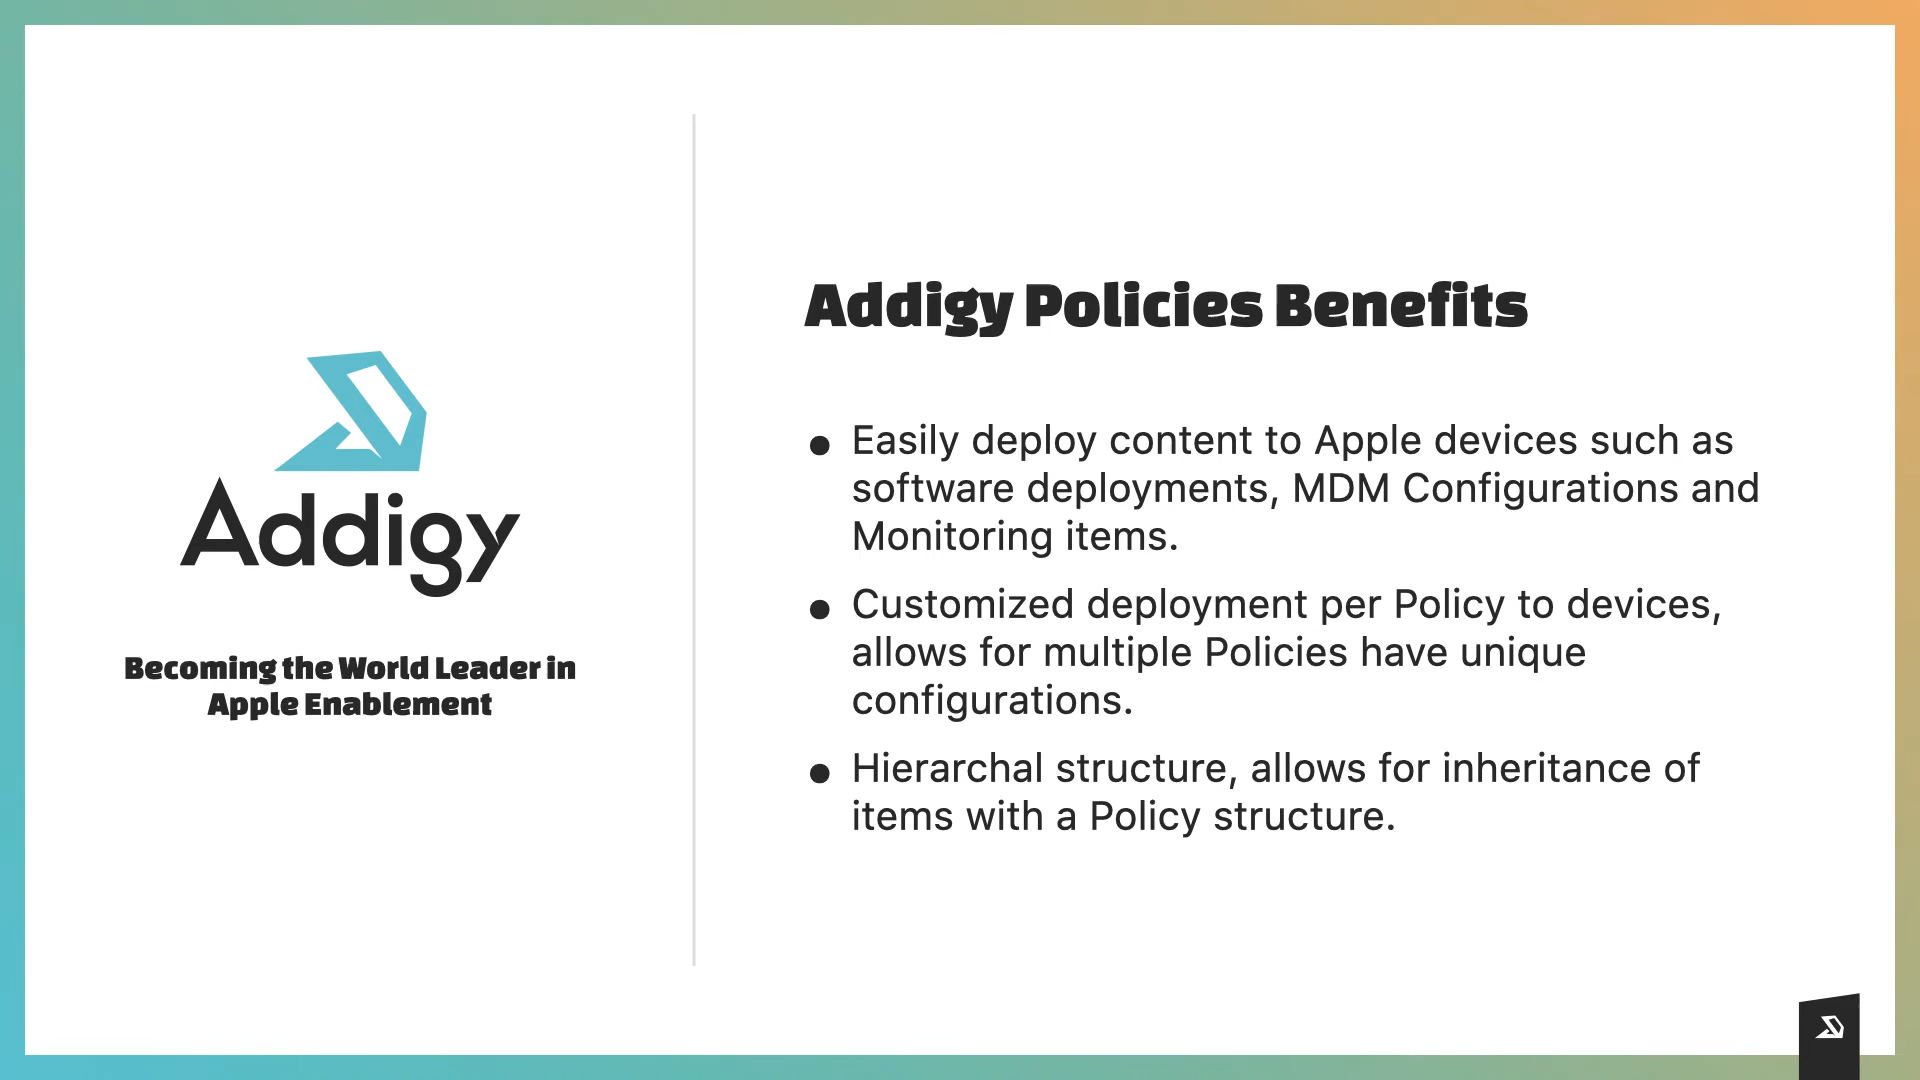 Addigy
Becoming the World Leader in
Apple Enablement
Addigy Policies Benefits
● Easily deploy content to Apple devices such as
software deployments, MDM Configurations and
Monitoring items.
● Customized deployment per Policy to devices,
allows for multiple Policies have unique
configurations.
● Hierarchal structure, allows for inheritance of
items with a Policy structure.